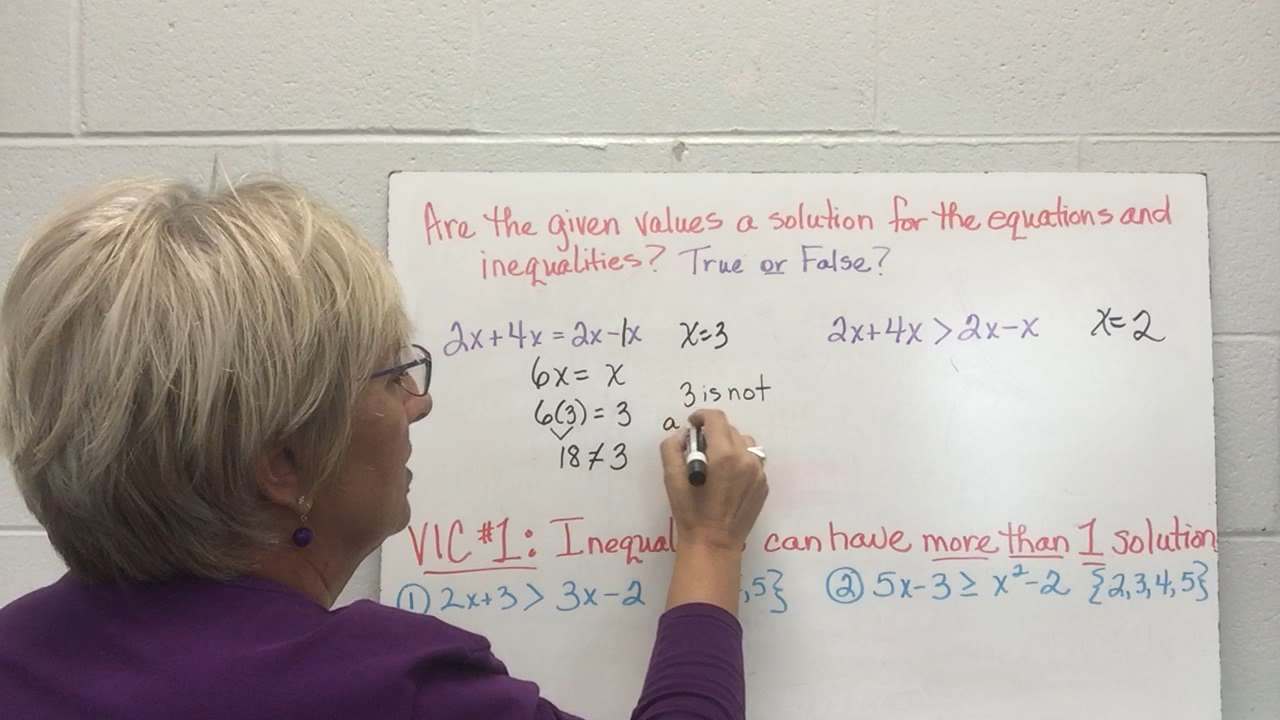 Are the given values a solution for the equations and
inequalities? True or False?
2x+4x = 2x-1x x=3
6x = x
6(3) = 3
18 ≠ 3
3 is not
a
2x+4x > 2x-x x=2
VIC #1: Inequal can have more than 1 solution
① 2x+3 > 3x-2 ,5}
② 5x-3 ≥ x²-2 {2,3,4,5}